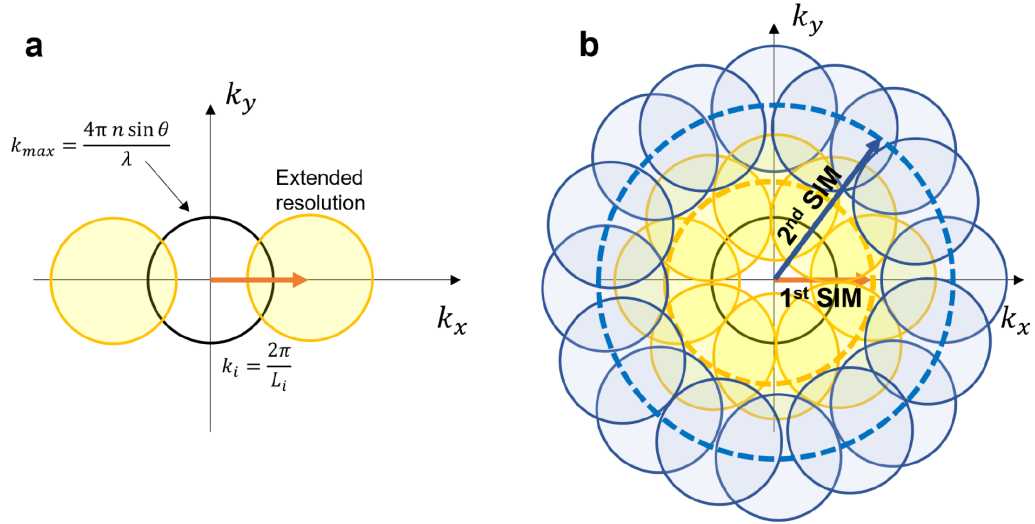 a
k_y
k_max = 4π n sin θ / λ
Extended
resolution
k_x
k_i = 2π / L_i
b
k_y
2nd SIM
1st SIM
k_x